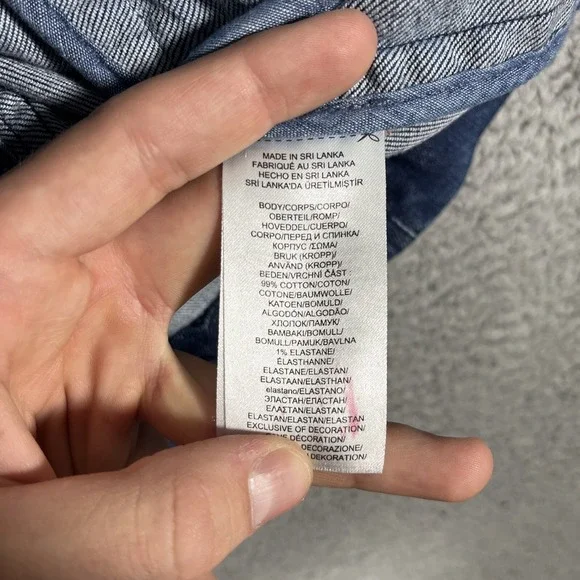 MADE IN SRI LANKA
FABRIQUÉ AU SRI LANKA
HECHO EN SRI LANKA
SRİ LANKA'DA ÜRETİLMİŞTİR
BODY/CORPS/CORPO/
OBERTEIL/ROMP/
HOVEDDEL/CUERPO/
CORPO/ПЕРЕД И СПИНКА/
КОРПУС /ΣΩΜΑ/
BRUK (KROPP)/
ANVÄND (KROPP)/
BEDEN/VRCHNÍ ČÁST :
99% COTTON/COTON/
COTONE/BAUMWOLLE/
KATOEN/BOMULD/
ALGODÓN/ALGODÃO/
ХЛОПОК/ПАМУК/
BAMBAKI/BOMULL/
BOMULL/PAMUK/BAVLNA
1% ELASTANE/
ÉLASTHANNE/
ELASTANE/ELASTAN/
ELASTAAN/ELASTHAN/
elastano/ELASTANO/
ЭЛАСТАН/ЕЛАСТАН/
ΕΛΑΣΤΑΝ/ELASTAN/
ELASTAN/ELASTAN/ELASTAN
EXCLUSIVE OF DECORATION/
DÉCORATION/
DECORAZIONE/
DEKORATION/